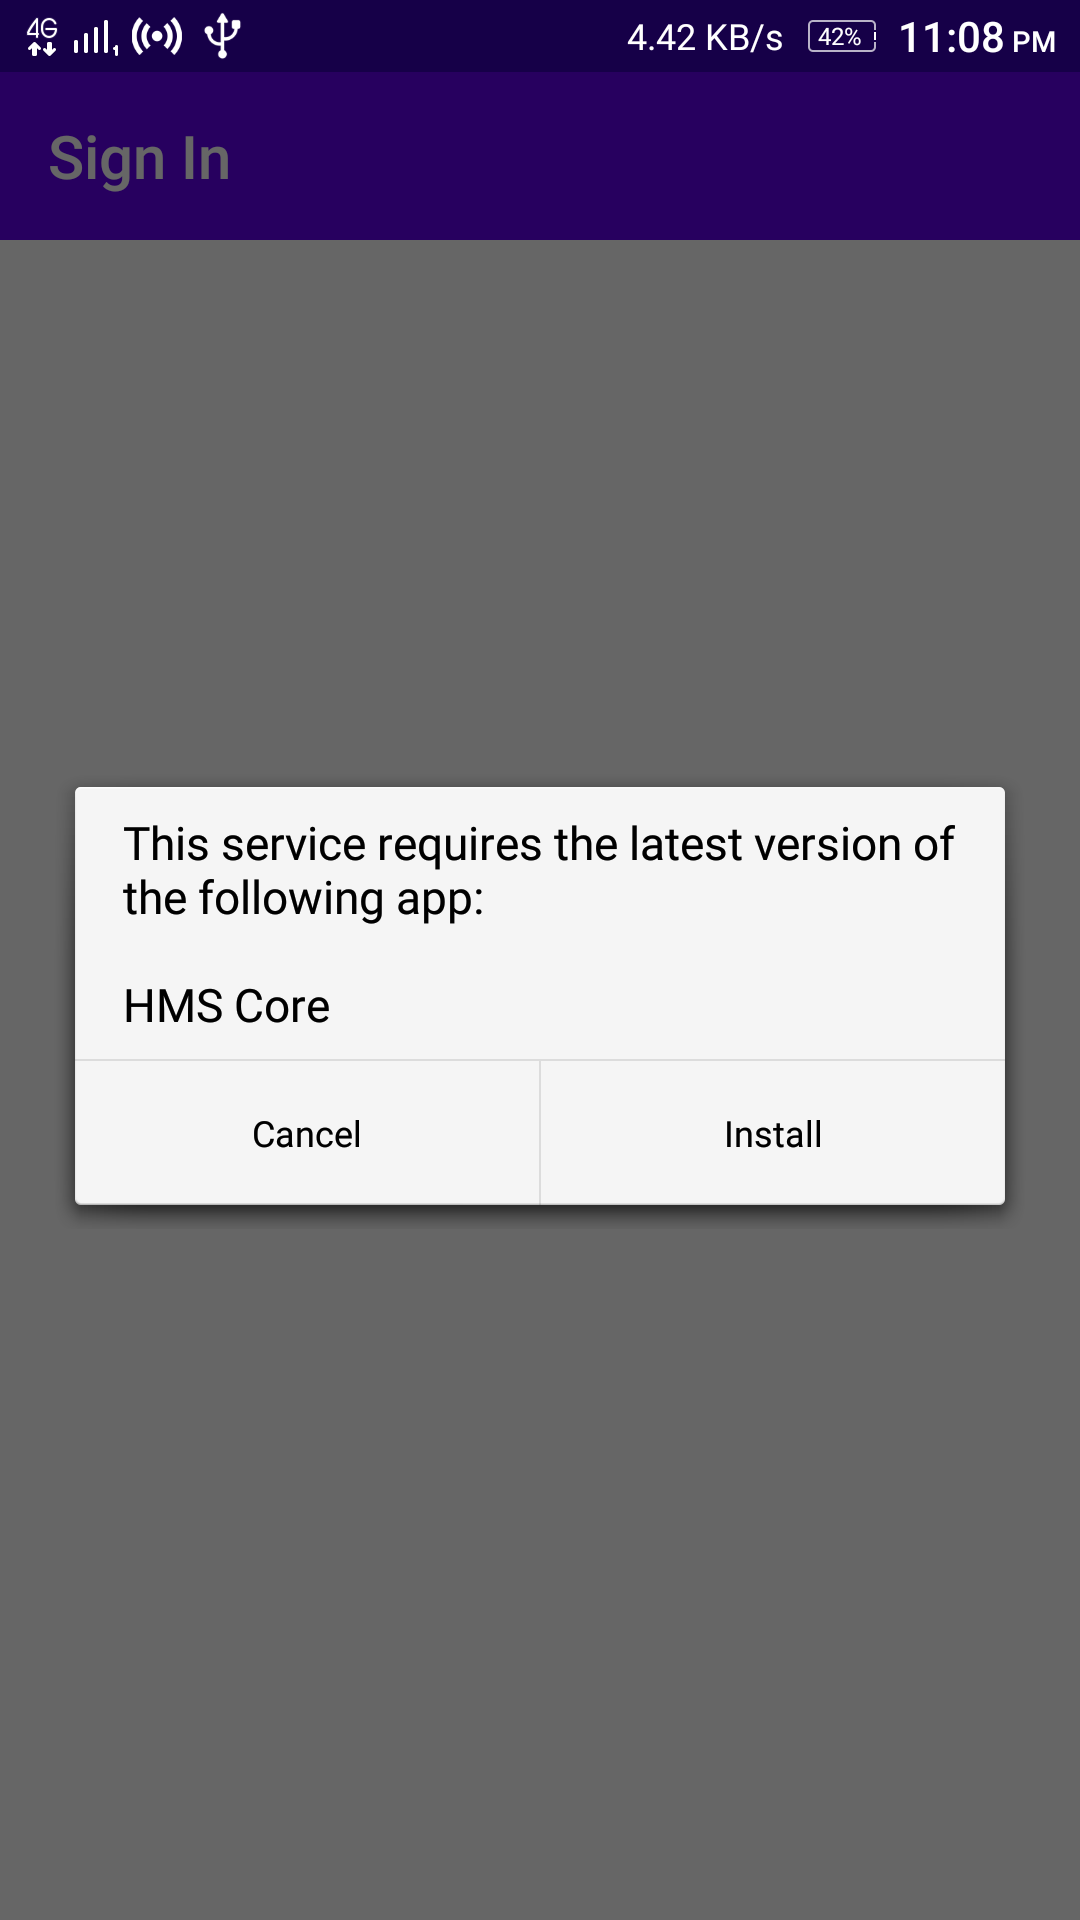 4G 1 4.42 KB/s 42% 11:08 PM
Sign In
This service requires the latest version of
the following app:
HMS Core
Cancel Install